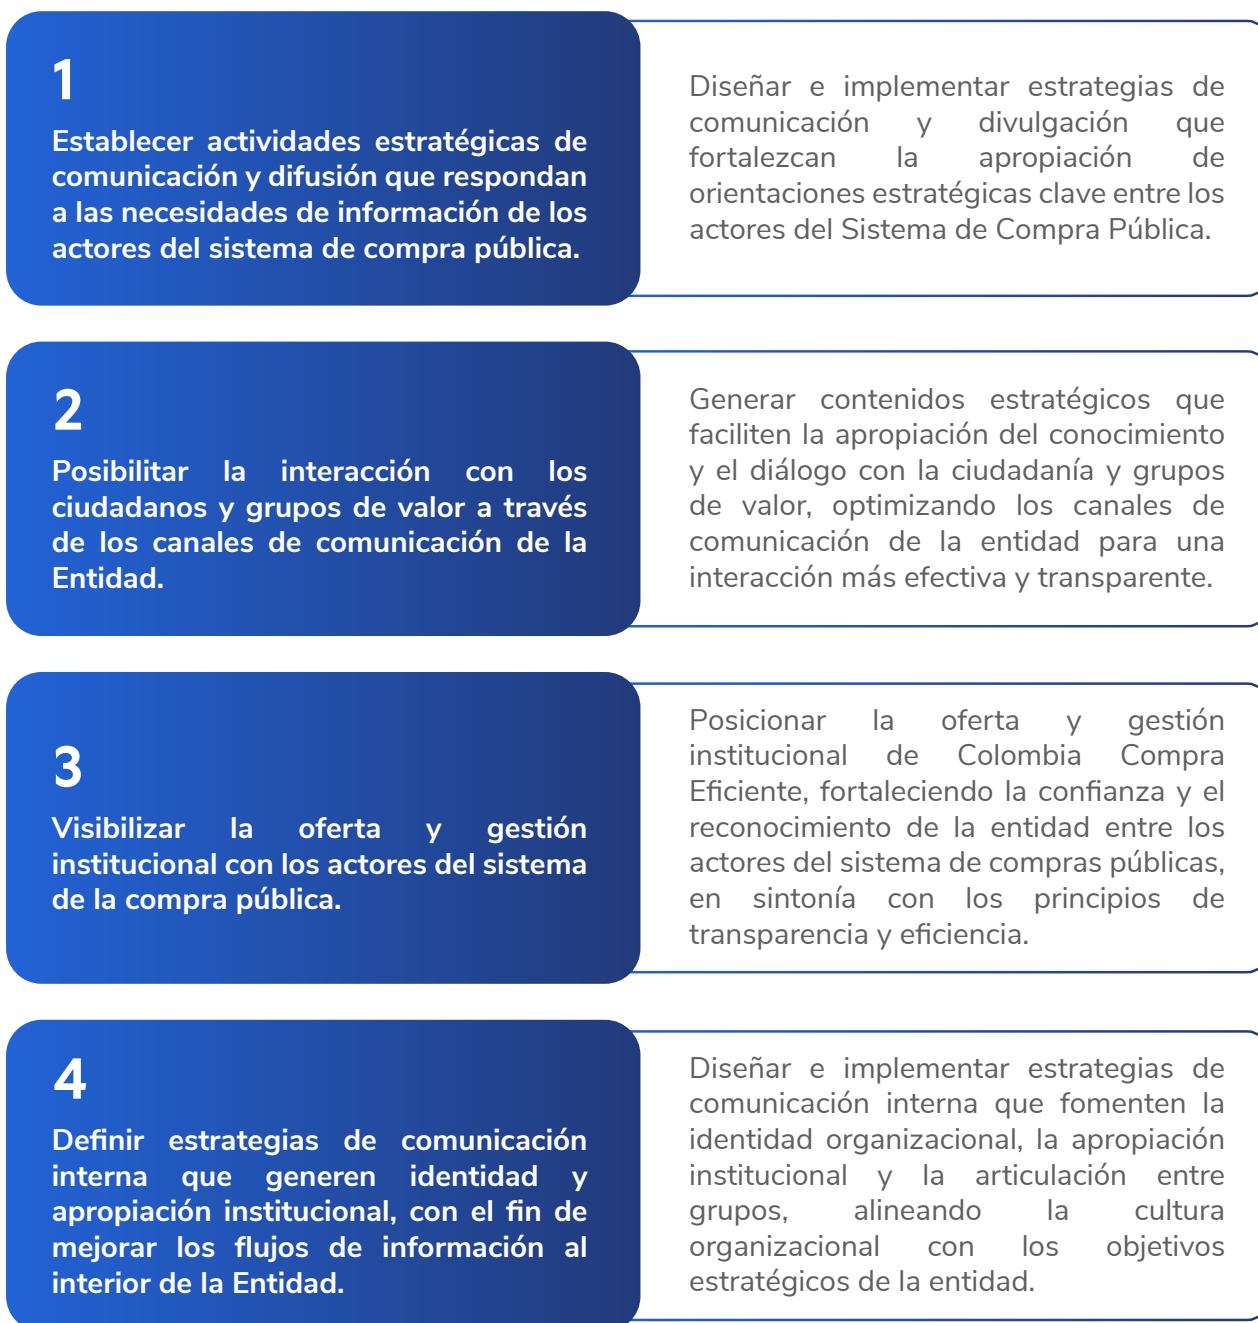 1
Establecer actividades estratégicas de
comunicación y difusión que respondan
a las necesidades de información de los
actores del sistema de compra pública.
Diseñar e implementar estrategias de
comunicación y divulgación que
fortalezcan la apropiación de
orientaciones estratégicas clave entre los
actores del Sistema de Compra Pública.
2
Posibilitar la interacción con los
ciudadanos y grupos de valor a través
de los canales de comunicación de la
Entidad.
Generar contenidos estratégicos que
faciliten la apropiación del conocimiento
y el diálogo con la ciudadanía y grupos
de valor, optimizando los canales de
comunicación de la entidad para una
interacción más efectiva y transparente.
3
Visibilizar la oferta y gestión
institucional con los actores del sistema
de la compra pública.
Posicionar la oferta y gestión
institucional de Colombia Compra
Eficiente, fortaleciendo la confianza y el
reconocimiento de la entidad entre los
actores del sistema de compras públicas,
en sintonía con los principios de
transparencia y eficiencia.
4
Definir estrategias de comunicación
interna que generen identidad y
apropiación institucional, con el fin de
mejorar los flujos de información al
interior de la Entidad.
Diseñar e implementar estrategias de
comunicación interna que fomenten la
identidad organizacional, la apropiación
institucional y la articulación entre
grupos, alineando la cultura
organizacional con los objetivos
estratégicos de la entidad.